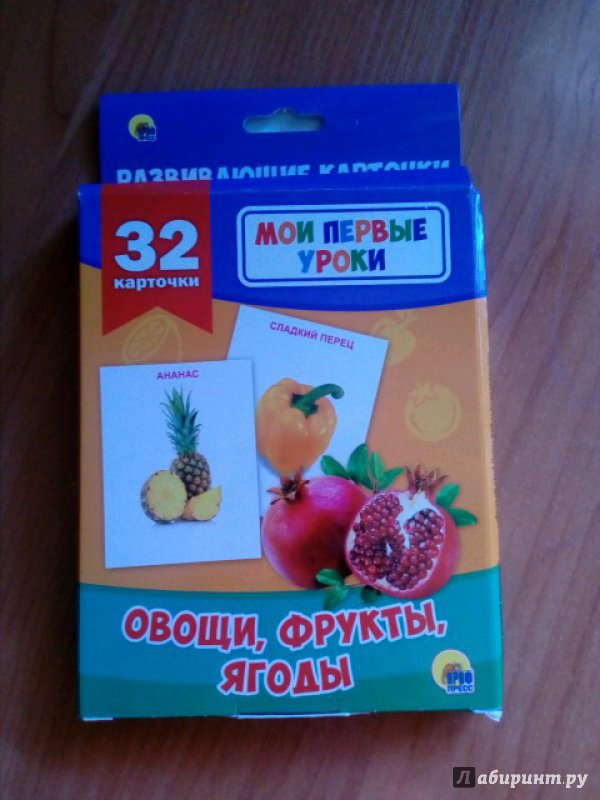 РАЗВИВАЮЩИЕ КАРТОЧКИ
32
карточки
МОИ ПЕРВЫЕ
УРОКИ
СЛАДКИЙ ПЕРЕЦ
АНАНАС
ОВОЩИ, ФРУКТЫ,
ЯГОДЫ
ПРОФ
ПРЕСС
Лабиринт.ру